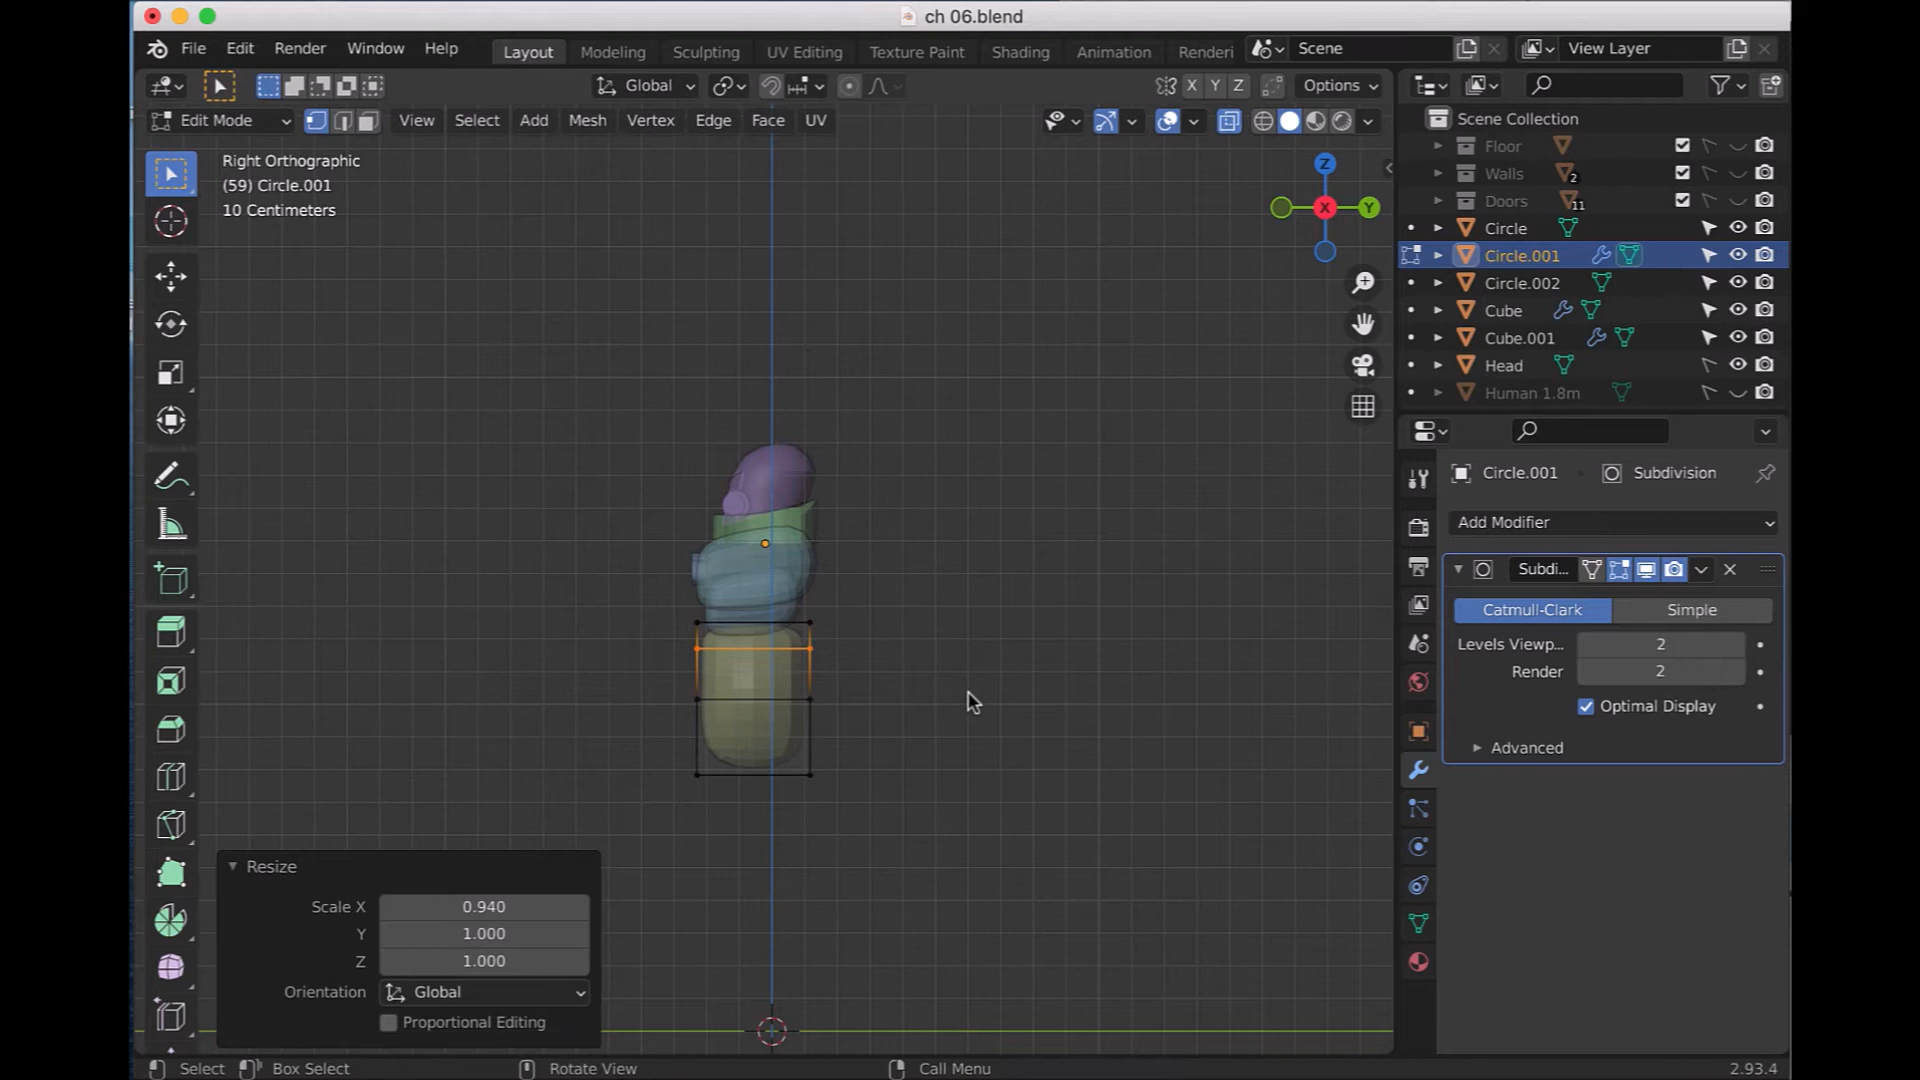 ch 06.blend
File Edit Render Window Help Layout Modeling Sculpting UV Editing Texture Paint Shading Animation Renderi Scene View Layer
Global X Y Z Options
Edit Mode View Select Add Mesh Vertex Edge Face UV
Right Orthographic
(59) Circle.001
10 Centimeters
Z
X
Y
Scene Collection
Floor
Walls 2
Doors 11
Circle
Circle.001
Circle.002
Cube
Cube.001
Head
Human 1.8m
Circle.001 Subdivision
Add Modifier
Subdi...
Catmull-Clark Simple
Levels Viewp... 2
Render 2
Optimal Display
Advanced
Resize
Scale X 0.940
Y 1.000
Z 1.000
Orientation Global
Proportional Editing
Select Box Select Rotate View Call Menu 2.93.4